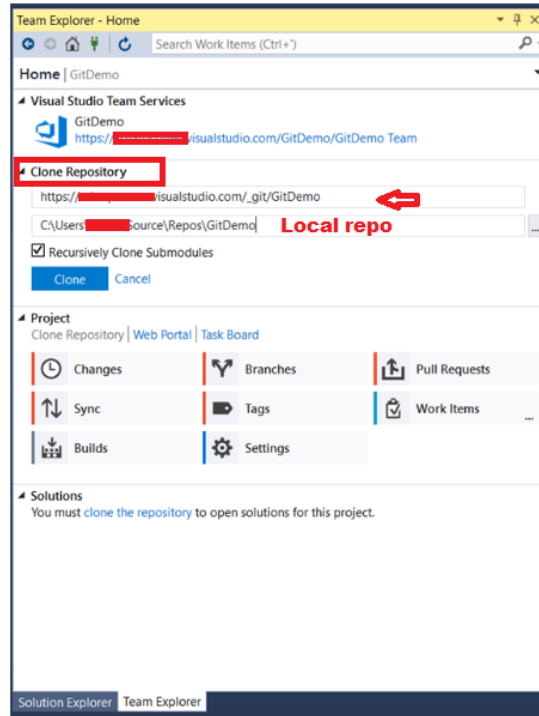 Team Explorer - Home
Search Work Items (Ctrl+')
Home | GitDemo
Visual Studio Team Services
GitDemo
https:// visualstudio.com/GitDemo/GitDemo Team
Clone Repository
https:// visualstudio.com/_git/GitDemo
C:\Users\ Source\Repos\GitDemo
Local repo
...
Recursively Clone Submodules
Clone Cancel
Project
Clone Repository | Web Portal | Task Board
Changes Branches Pull Requests
Sync Tags Work Items ...
Builds Settings
Solutions
You must clone the repository to open solutions for this project.
Solution Explorer Team Explorer